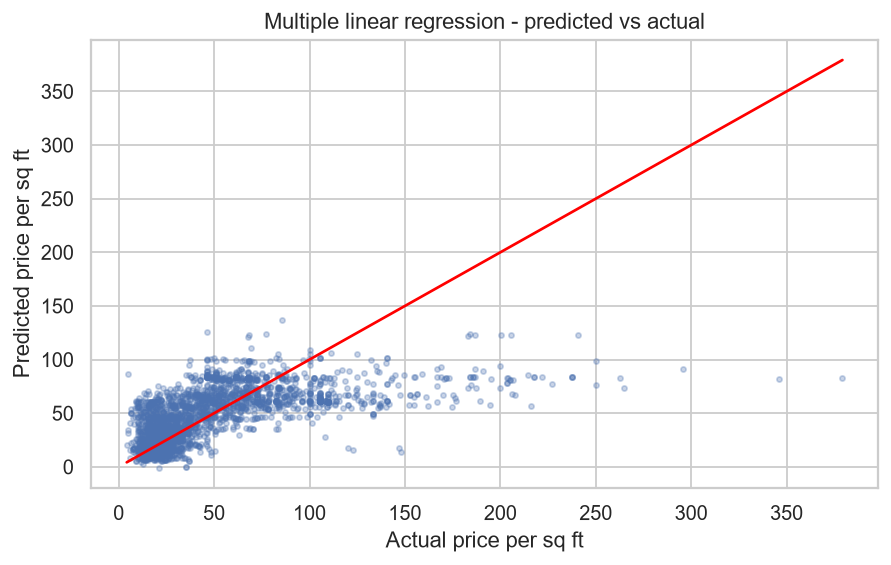 Multiple linear regression - predicted vs actual
Predicted price per sq ft
350
300
250
200
150
100
50
0
0 50 100 150 200 250 300 350
Actual price per sq ft